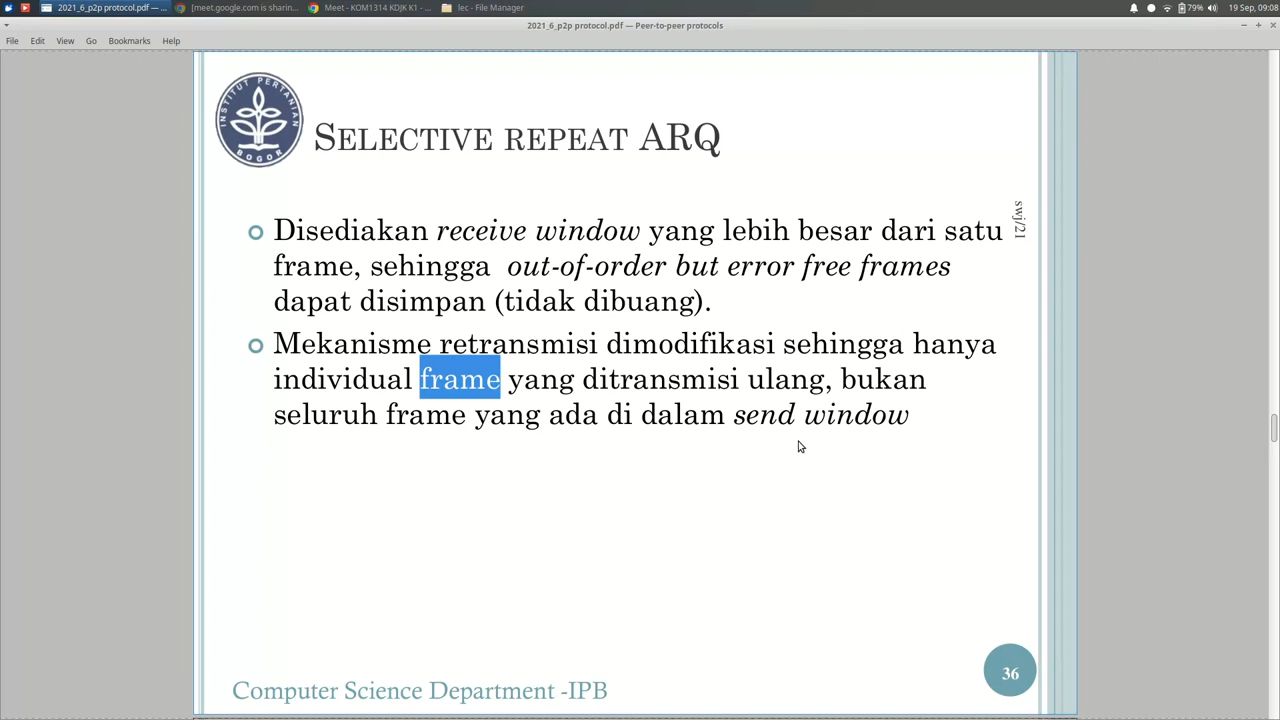 2021_6_p2p protocol.pdf — ...
[meet.google.com is sharin...
Meet - KOM1314 KDJK K1 - ...
lec - File Manager
79%
19 Sep, 09:08
2021_6_p2p protocol.pdf — Peer-to-peer protocols
File Edit View Go Bookmarks Help
INSTITUT PERTANIAN
BOGOR
SELECTIVE REPEAT ARQ
swj/21
Disediakan receive window yang lebih besar dari satu
frame, sehingga out-of-order but error free frames
dapat disimpan (tidak dibuang).
Mekanisme retransmisi dimodifikasi sehingga hanya
individual frame yang ditransmisi ulang, bukan
seluruh frame yang ada di dalam send window
36
Computer Science Department -IPB